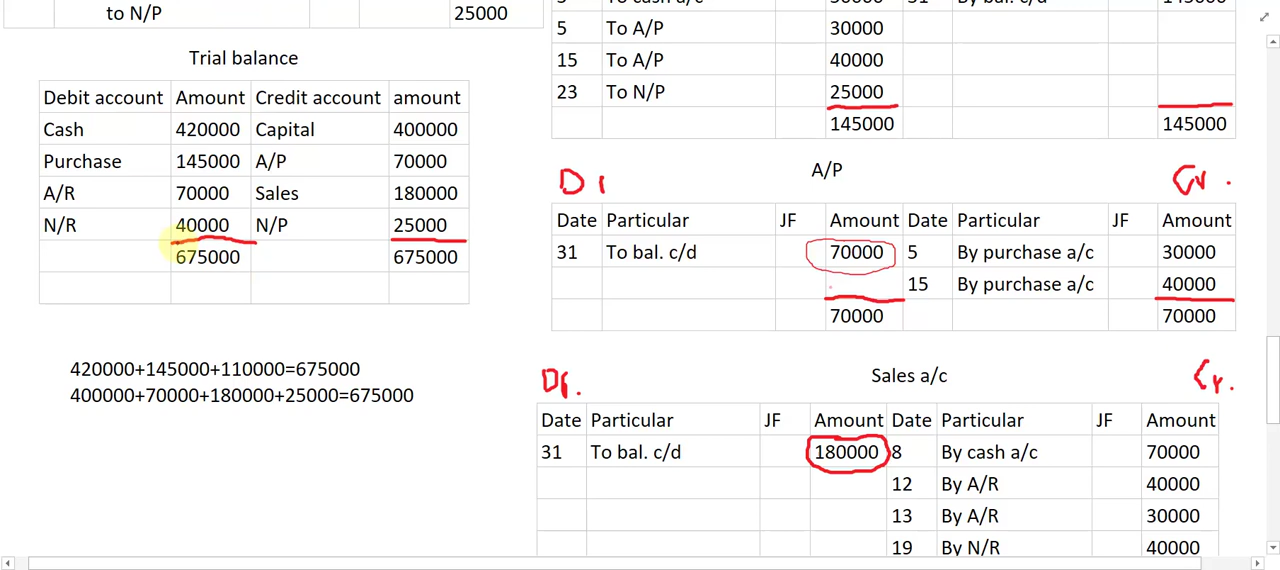 to N/P 25000
Trial balance
Debit account Amount Credit account amount
Cash 420000 Capital 400000
Purchase 145000 A/P 70000
A/R 70000 Sales 180000
N/R 40000 N/P 25000
675000 675000
420000+145000+110000=675000
400000+70000+180000+25000=675000
5 To A/P 30000
15 To A/P 40000
23 To N/P 25000
145000 145000
A/P
Dr Cr.
Date Particular JF Amount Date Particular JF Amount
31 To bal. c/d 70000 5 By purchase a/c 30000
15 By purchase a/c 40000
70000 70000
Sales a/c
Dr. Cr.
Date Particular JF Amount Date Particular JF Amount
31 To bal. c/d 180000 8 By cash a/c 70000
12 By A/R 40000
13 By A/R 30000
19 By N/R 40000